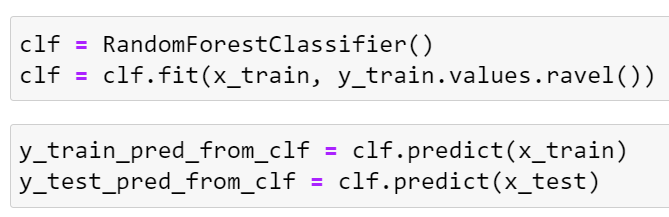 clf = RandomForestClassifier()
clf = clf.fit(x_train, y_train.values.ravel())
y_train_pred_from_clf = clf.predict(x_train)
y_test_pred_from_clf = clf.predict(x_test)